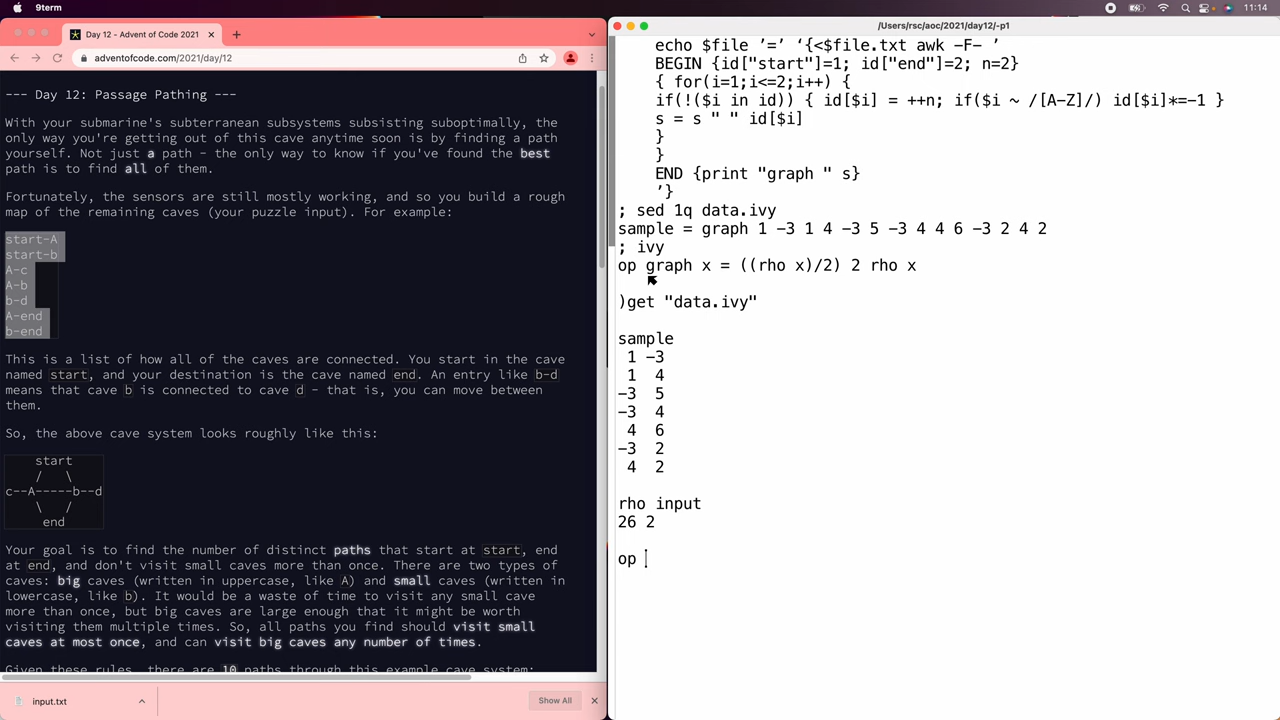 9term
11:14
Day 12 - Advent of Code 2021
adventofcode.com/2021/day/12
--- Day 12: Passage Pathing ---
With your submarine's subterranean subsystems subsisting suboptimally, the
only way you're getting out of this cave anytime soon is by finding a path
yourself. Not just a path - the only way to know if you've found the best
path is to find all of them.
Fortunately, the sensors are still mostly working, and so you build a rough
map of the remaining caves (your puzzle input). For example:
start-A
start-b
A-c
A-b
b-d
A-end
b-end
This is a list of how all of the caves are connected. You start in the cave
named start, and your destination is the cave named end. An entry like b-d
means that cave b is connected to cave d - that is, you can move between
them.
So, the above cave system looks roughly like this:
start
/ \
c--A-----b--d
\ /
end
Your goal is to find the number of distinct paths that start at start, end
at end, and don't visit small caves more than once. There are two types of
caves: big caves (written in uppercase, like A) and small caves (written in
lowercase, like b). It would be a waste of time to visit any small cave
more than once, but big caves are large enough that it might be worth
visiting them multiple times. So, all paths you find should visit small
caves at most once, and can visit big caves any number of times.
Given these rules, there are 10 paths through this example cave system:
input.txt
Show All
/Users/rsc/aoc/2021/day12/-p1
echo $file ’=’ ‘{<$file.txt awk -F- ’
BEGIN {id["start"]=1; id["end"]=2; n=2}
{ for(i=1;i<=2;i++) {
if(!($i in id)) { id[$i] = ++n; if($i ~ /[A-Z]/) id[$i]*=-1 }
s = s " " id[$i]
}
}
END {print "graph " s}
’}
; sed 1q data.ivy
sample = graph 1 -3 1 4 -3 5 -3 4 4 6 -3 2 4 2
; ivy
op graph x = ((rho x)/2) 2 rho x
)get "data.ivy"
sample
1 -3
1 4
-3 5
-3 4
4 6
-3 2
4 2
rho input
26 2
op